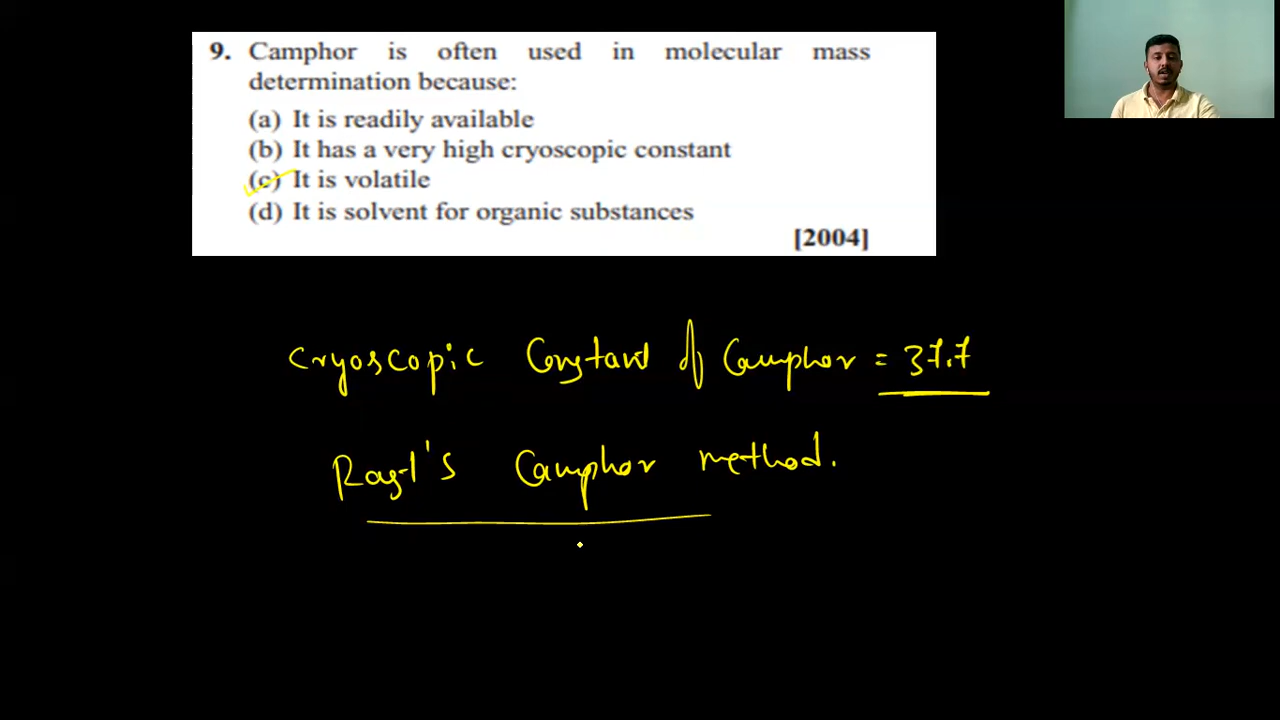 9. Camphor is often used in molecular mass
determination because:
(a) It is readily available
(b) It has a very high cryoscopic constant
(c) It is volatile
(d) It is solvent for organic substances
[2004]
Cryoscopic Constant of Camphor = 37.7
Rast's Camphor method.